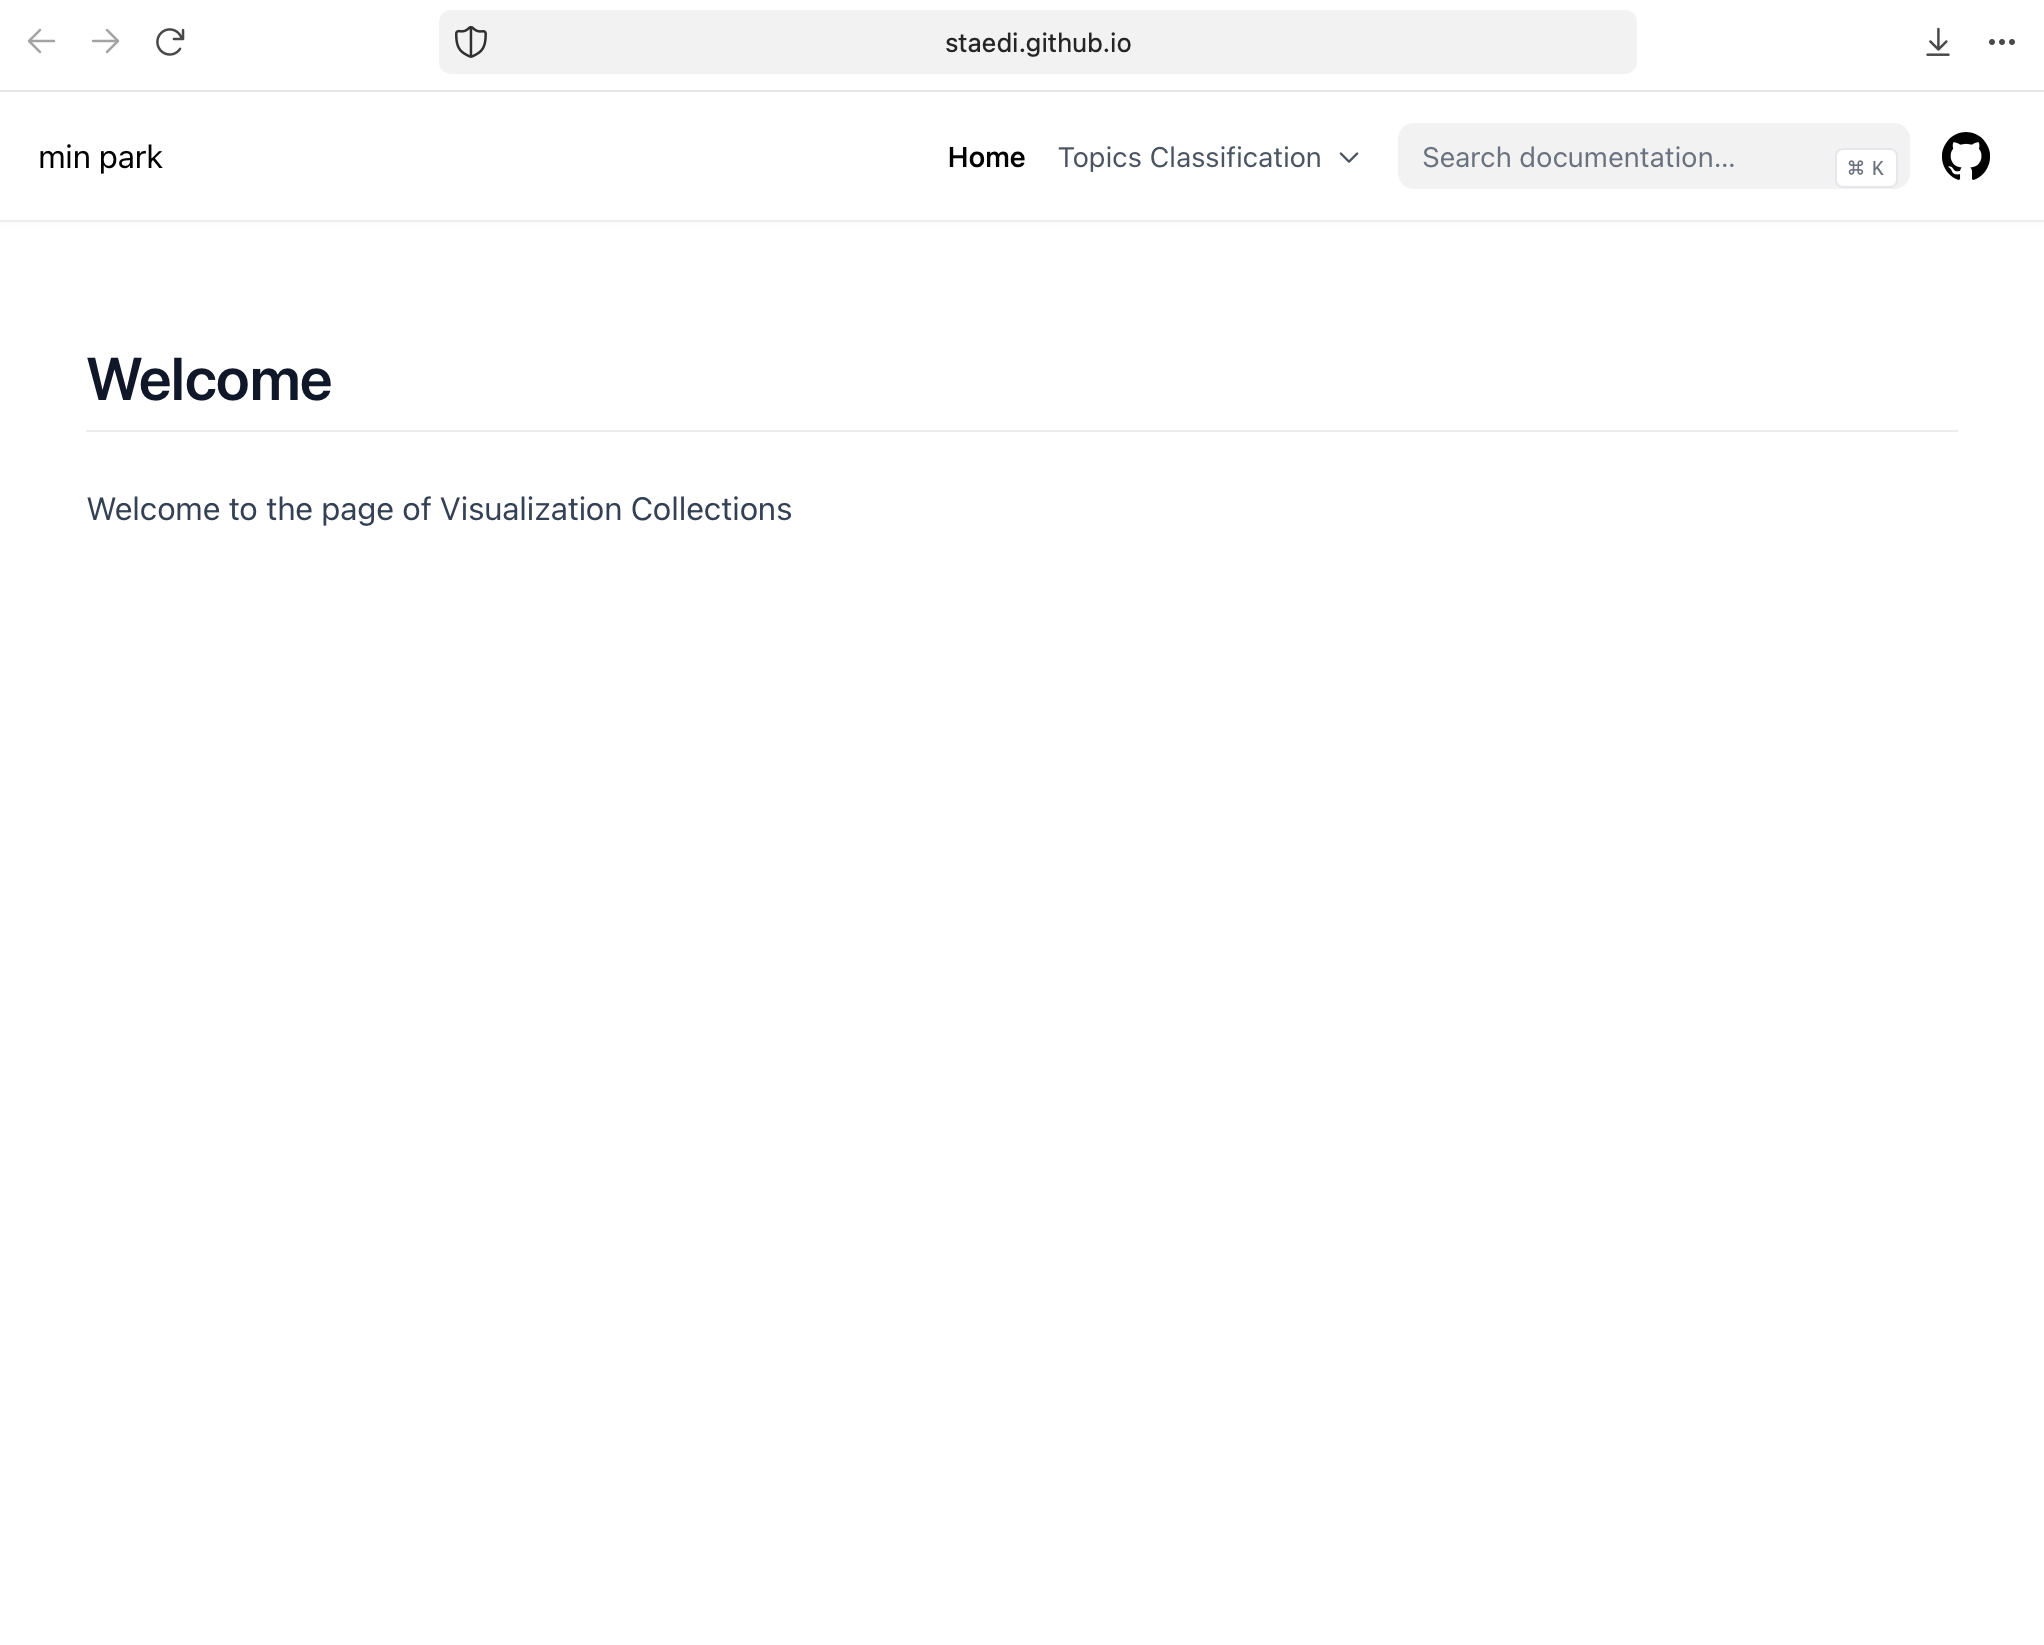 staedi.github.io
min park
Home
Topics Classification
Search documentation...
⌘ K
Welcome
Welcome to the page of Visualization Collections